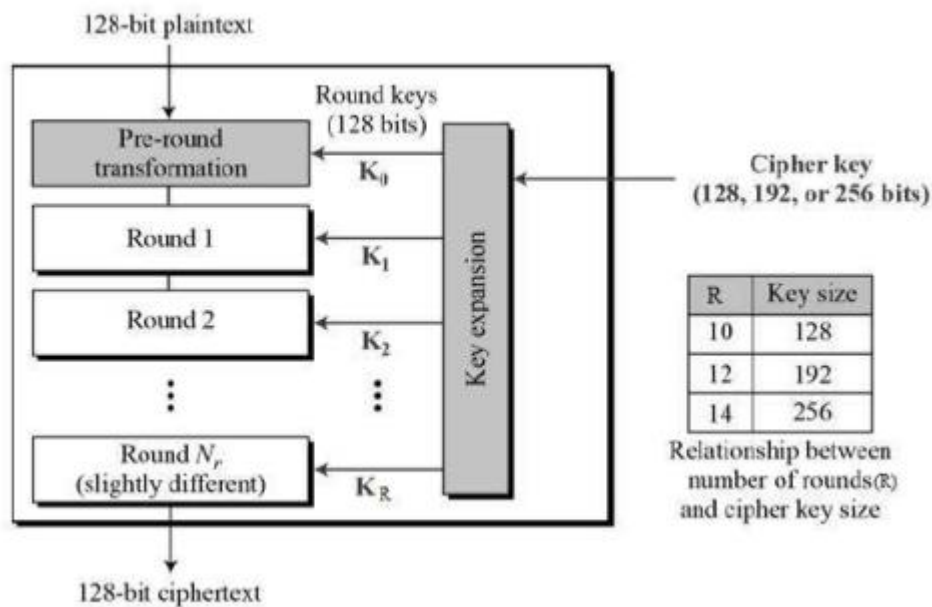 128-bit plaintext
Round keys
(128 bits)
Pre-round
transformation
K0
Cipher key
(128, 192, or 256 bits)
Round 1
K1
Round 2
K2
Key expansion
R Key size
10 128
12 192
14 256
Round Nr
(slightly different)
KR
Relationship between
number of rounds(R)
and cipher key size
128-bit ciphertext